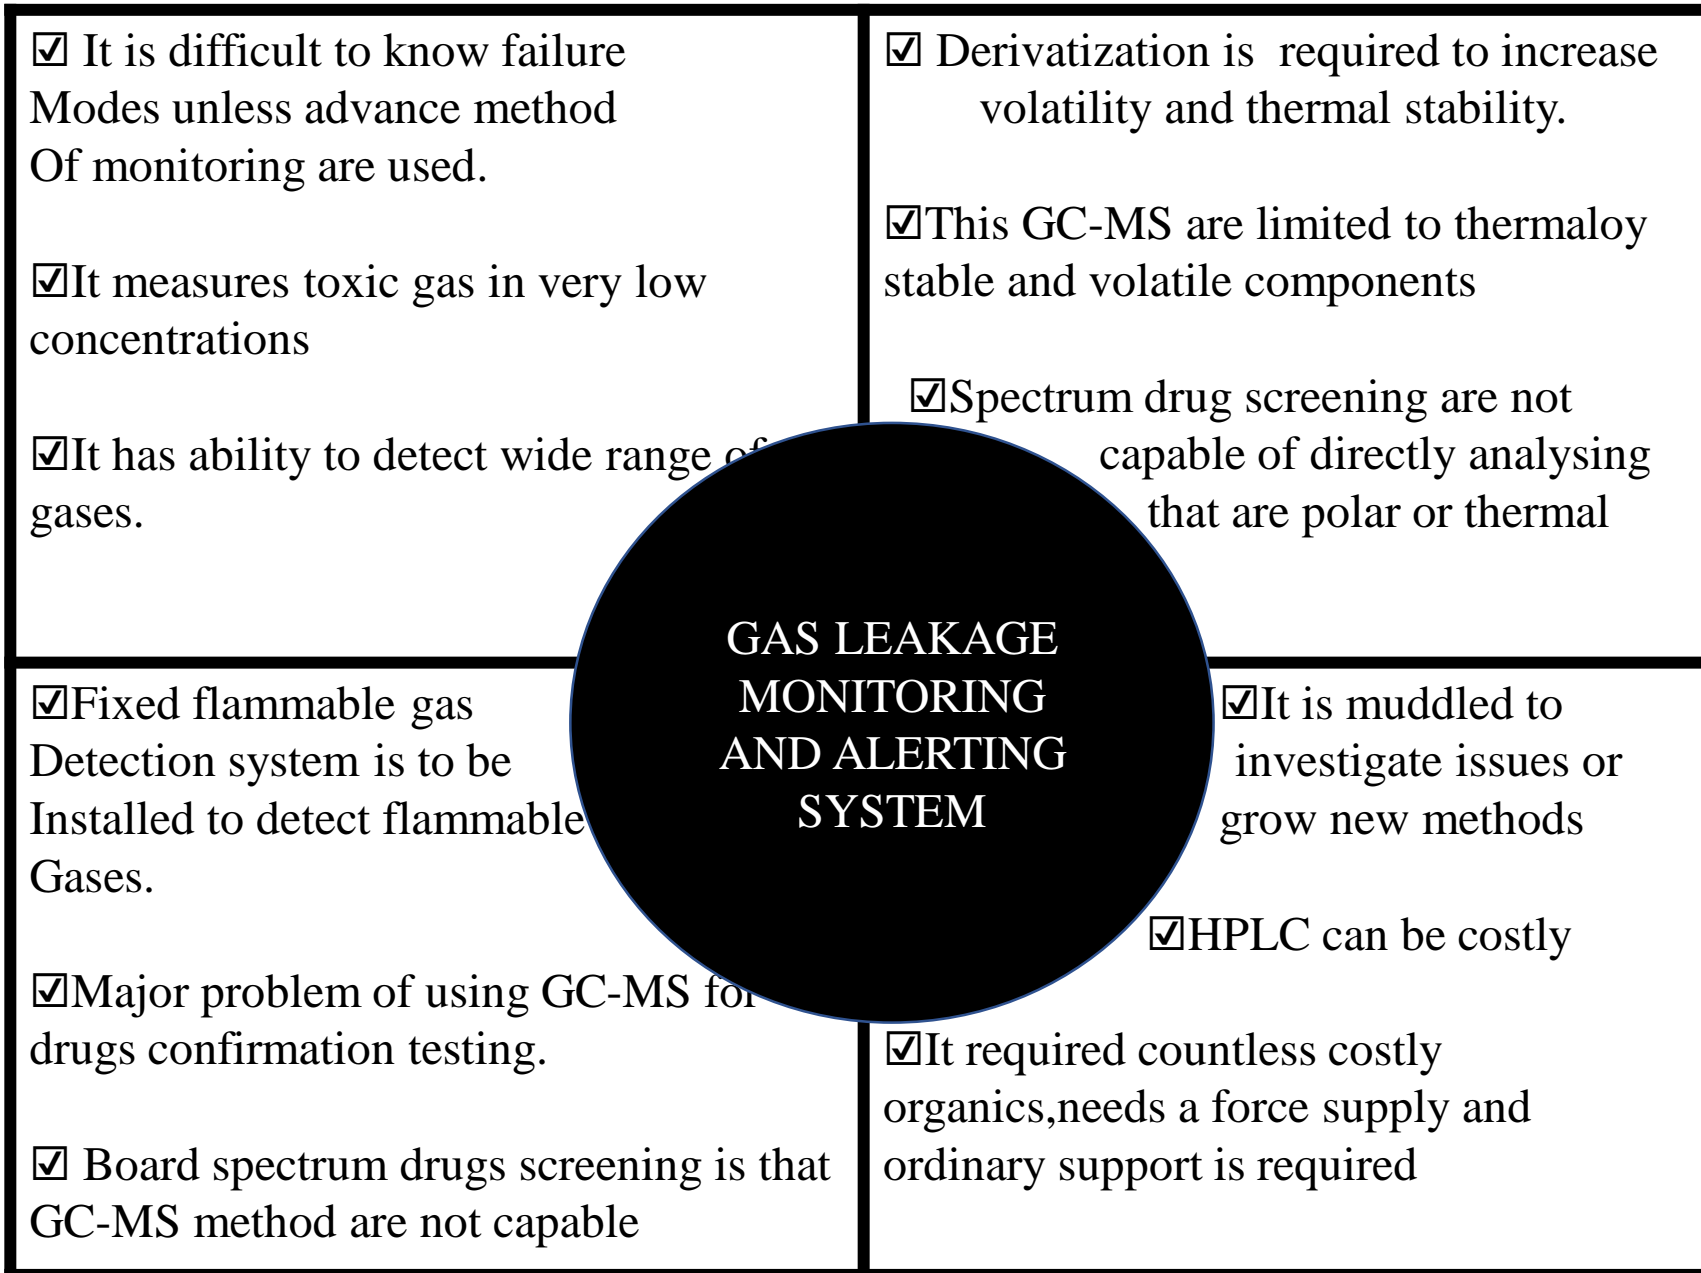 ☑ It is difficult to know failure
Modes unless advance method
Of monitoring are used.
☑It measures toxic gas in very low
concentrations
☑It has ability to detect wide range of
gases.
☑ Derivatization is required to increase
volatility and thermal stability.
☑This GC-MS are limited to thermaloy
stable and volatile components
☑Spectrum drug screening are not
capable of directly analysing
that are polar or thermal
GAS LEAKAGE
MONITORING
AND ALERTING
SYSTEM
☑Fixed flammable gas
Detection system is to be
Installed to detect flammable
Gases.
☑Major problem of using GC-MS for
drugs confirmation testing.
☑ Board spectrum drugs screening is that
GC-MS method are not capable
☑It is muddled to
investigate issues or
grow new methods
☑HPLC can be costly
☑It required countless costly
organics,needs a force supply and
ordinary support is required